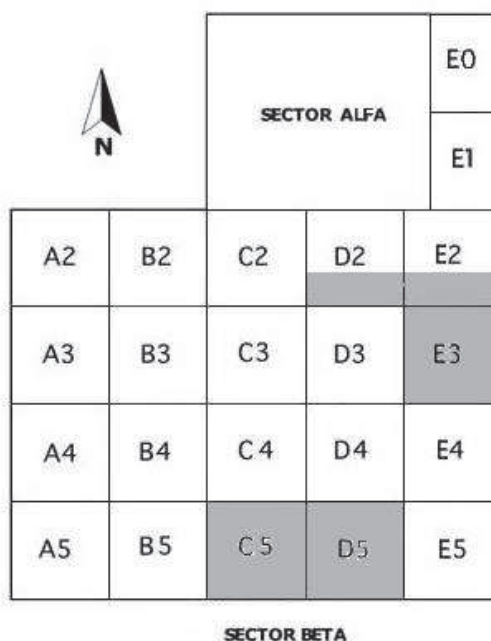 E0
SECTOR ALFA
N
E1
A2 B2 C2 D2 E2
A3 B3 C3 D3 E3
A4 B4 C4 D4 E4
A5 B5 C5 D5 E5
SECTOR BETA